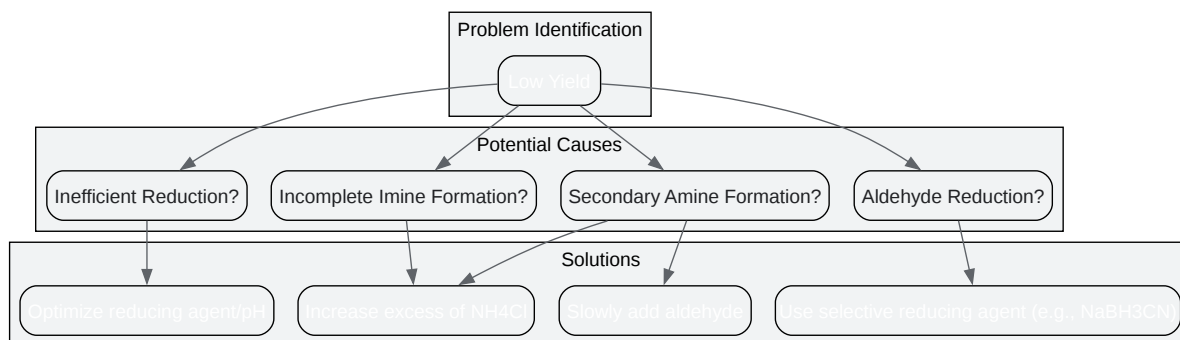 Problem Identification
Low Yield
Potential Causes
Inefficient Reduction?
Incomplete Imine Formation?
Secondary Amine Formation?
Aldehyde Reduction?
Solutions
Optimize reducing agent/pH
Increase excess of NH4Cl
Slowly add aldehyde
Use selective reducing agent (e.g., NaBH3CN)